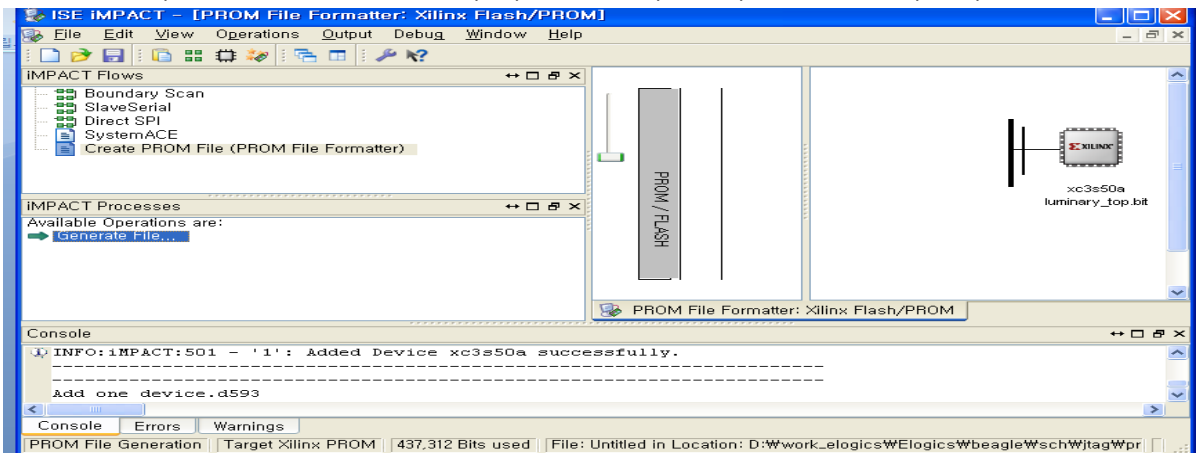 ISE iMPACT - [PROM File Formatter: Xilinx Flash/PROM]
File Edit View Operations Output Debug Window Help
iMPACT Flows
Boundary Scan
SlaveSerial
Direct SPI
SystemACE
Create PROM File (PROM File Formatter)
iMPACT Processes
Available Operations are:
Generate File...
PROM / FLASH
XILINX
xc3s50a
luminary_top.bit
PROM File Formatter: Xilinx Flash/PROM
Console
INFO:iMPACT:501 - '1': Added Device xc3s50a successfully.
----------------------------------------------------------------------
----------------------------------------------------------------------
Add one device.d593
Console Errors Warnings
PROM File Generation Target Xilinx PROM 437,312 Bits used File: Untitled in Location: D:₩work_elogics₩Elogics₩beagle₩sch₩jtag₩pr